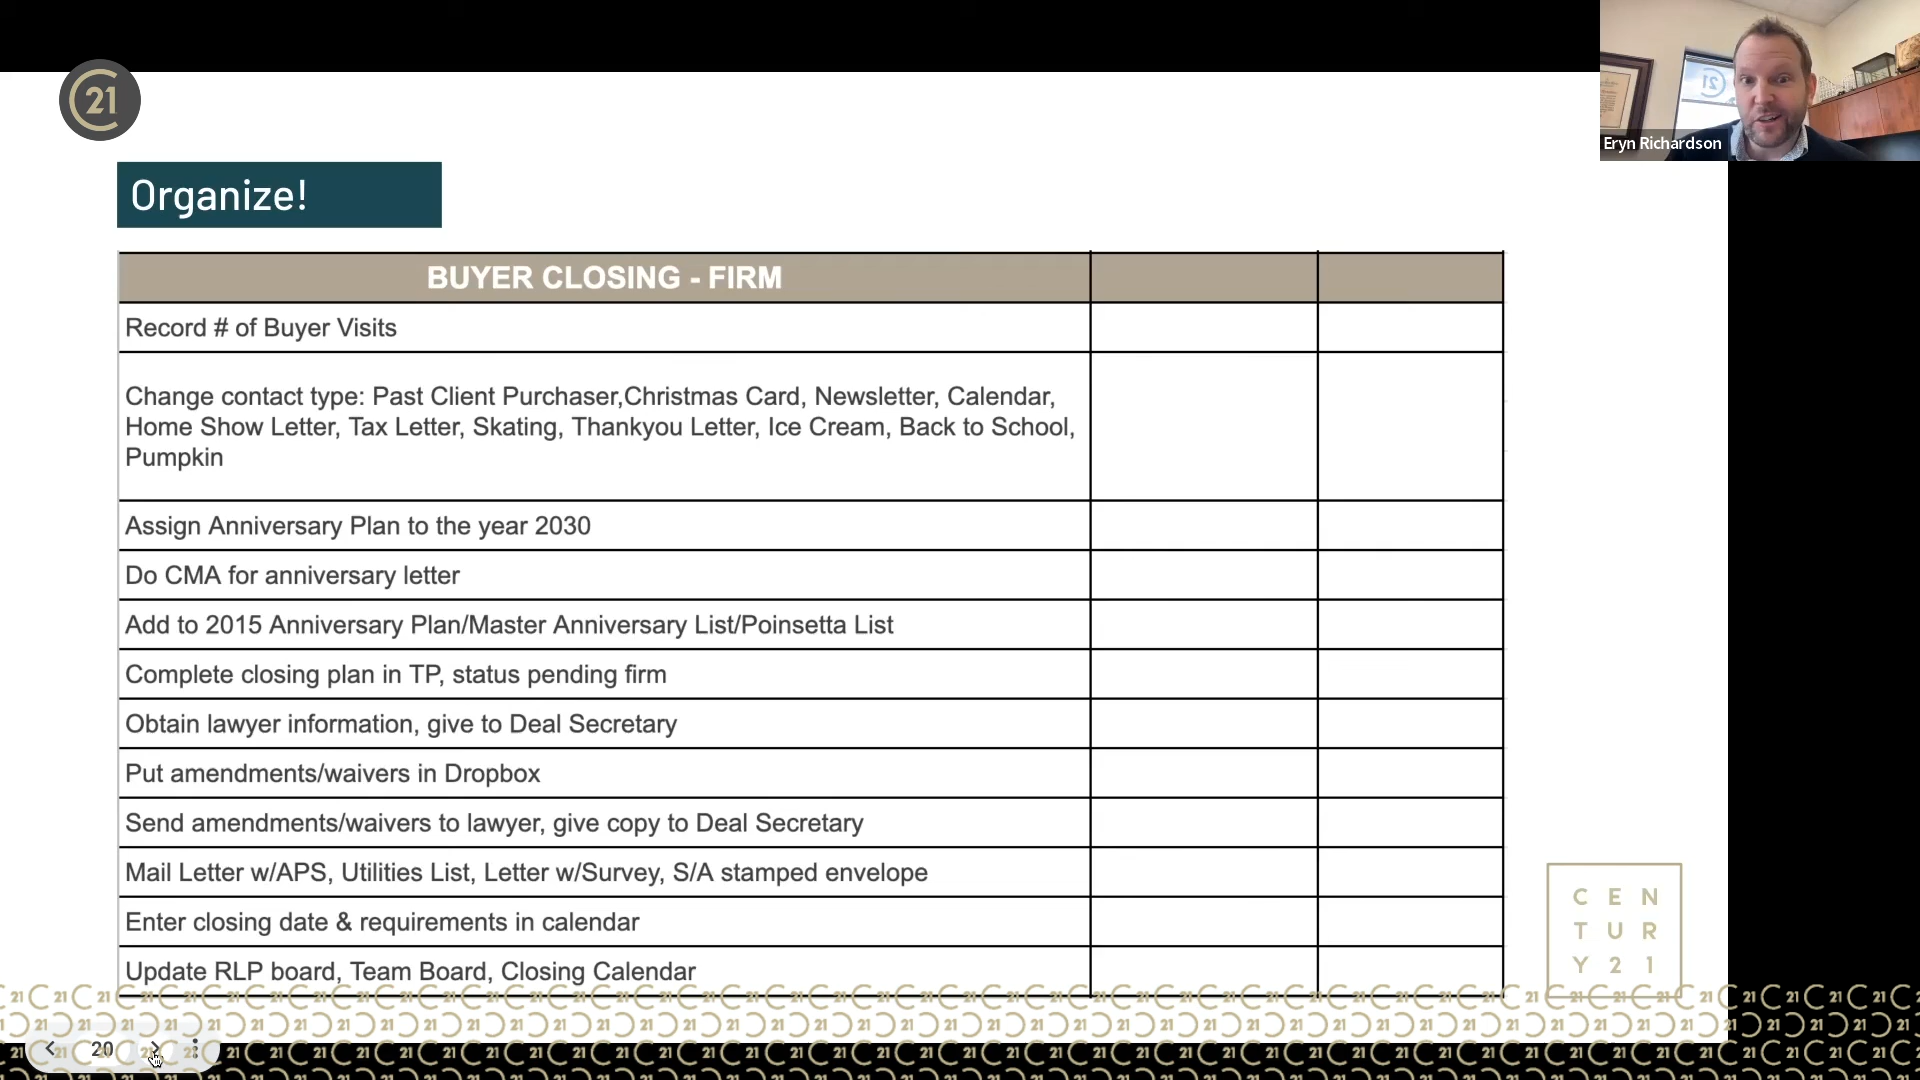 21
Eryn Richardson
Organize!
BUYER CLOSING - FIRM
Record # of Buyer Visits
Change contact type: Past Client Purchaser,Christmas Card, Newsletter, Calendar,
Home Show Letter, Tax Letter, Skating, Thankyou Letter, Ice Cream, Back to School,
Pumpkin
Assign Anniversary Plan to the year 2030
Do CMA for anniversary letter
Add to 2015 Anniversary Plan/Master Anniversary List/Poinsetta List
Complete closing plan in TP, status pending firm
Obtain lawyer information, give to Deal Secretary
Put amendments/waivers in Dropbox
Send amendments/waivers to lawyer, give copy to Deal Secretary
Mail Letter w/APS, Utilities List, Letter w/Survey, S/A stamped envelope
Enter closing date & requirements in calendar
Update RLP board, Team Board, Closing Calendar
CEN
TUR
Y21
20